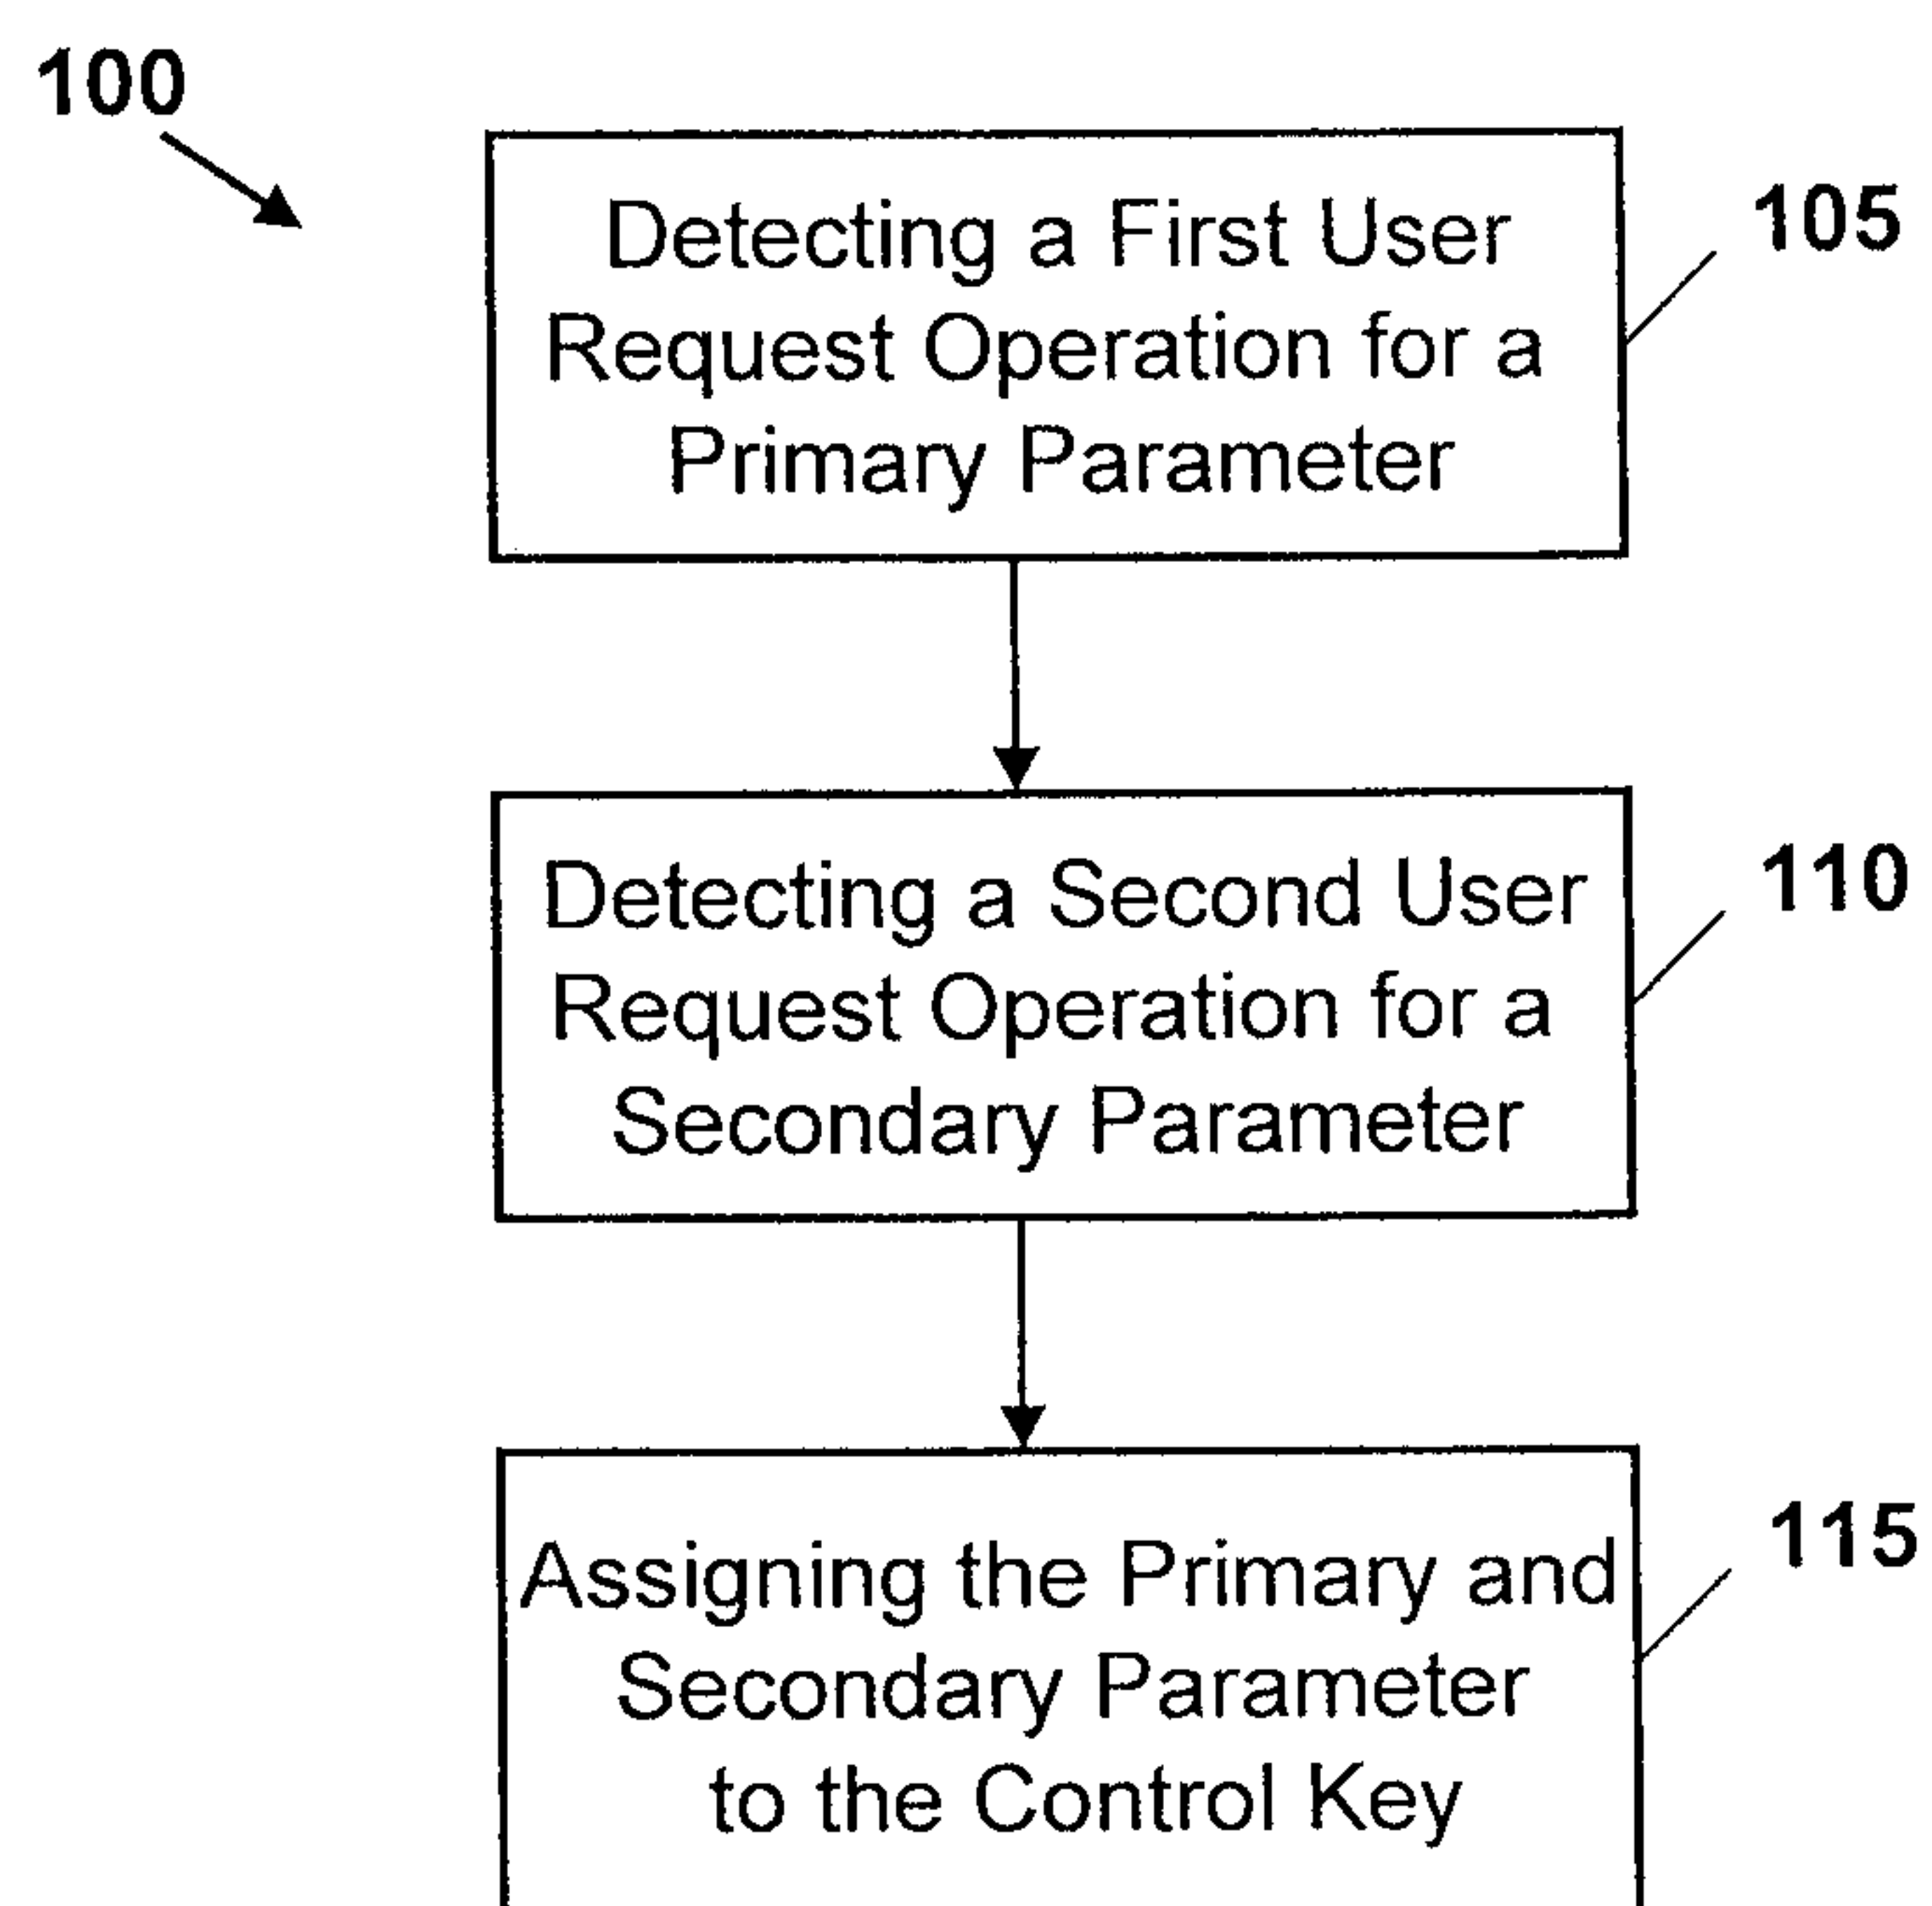 100
Detecting a First User
Request Operation for a
Primary Parameter
105
Detecting a Second User
Request Operation for a
Secondary Parameter
110
Assigning the Primary and
Secondary Parameter
to the Control Key
115